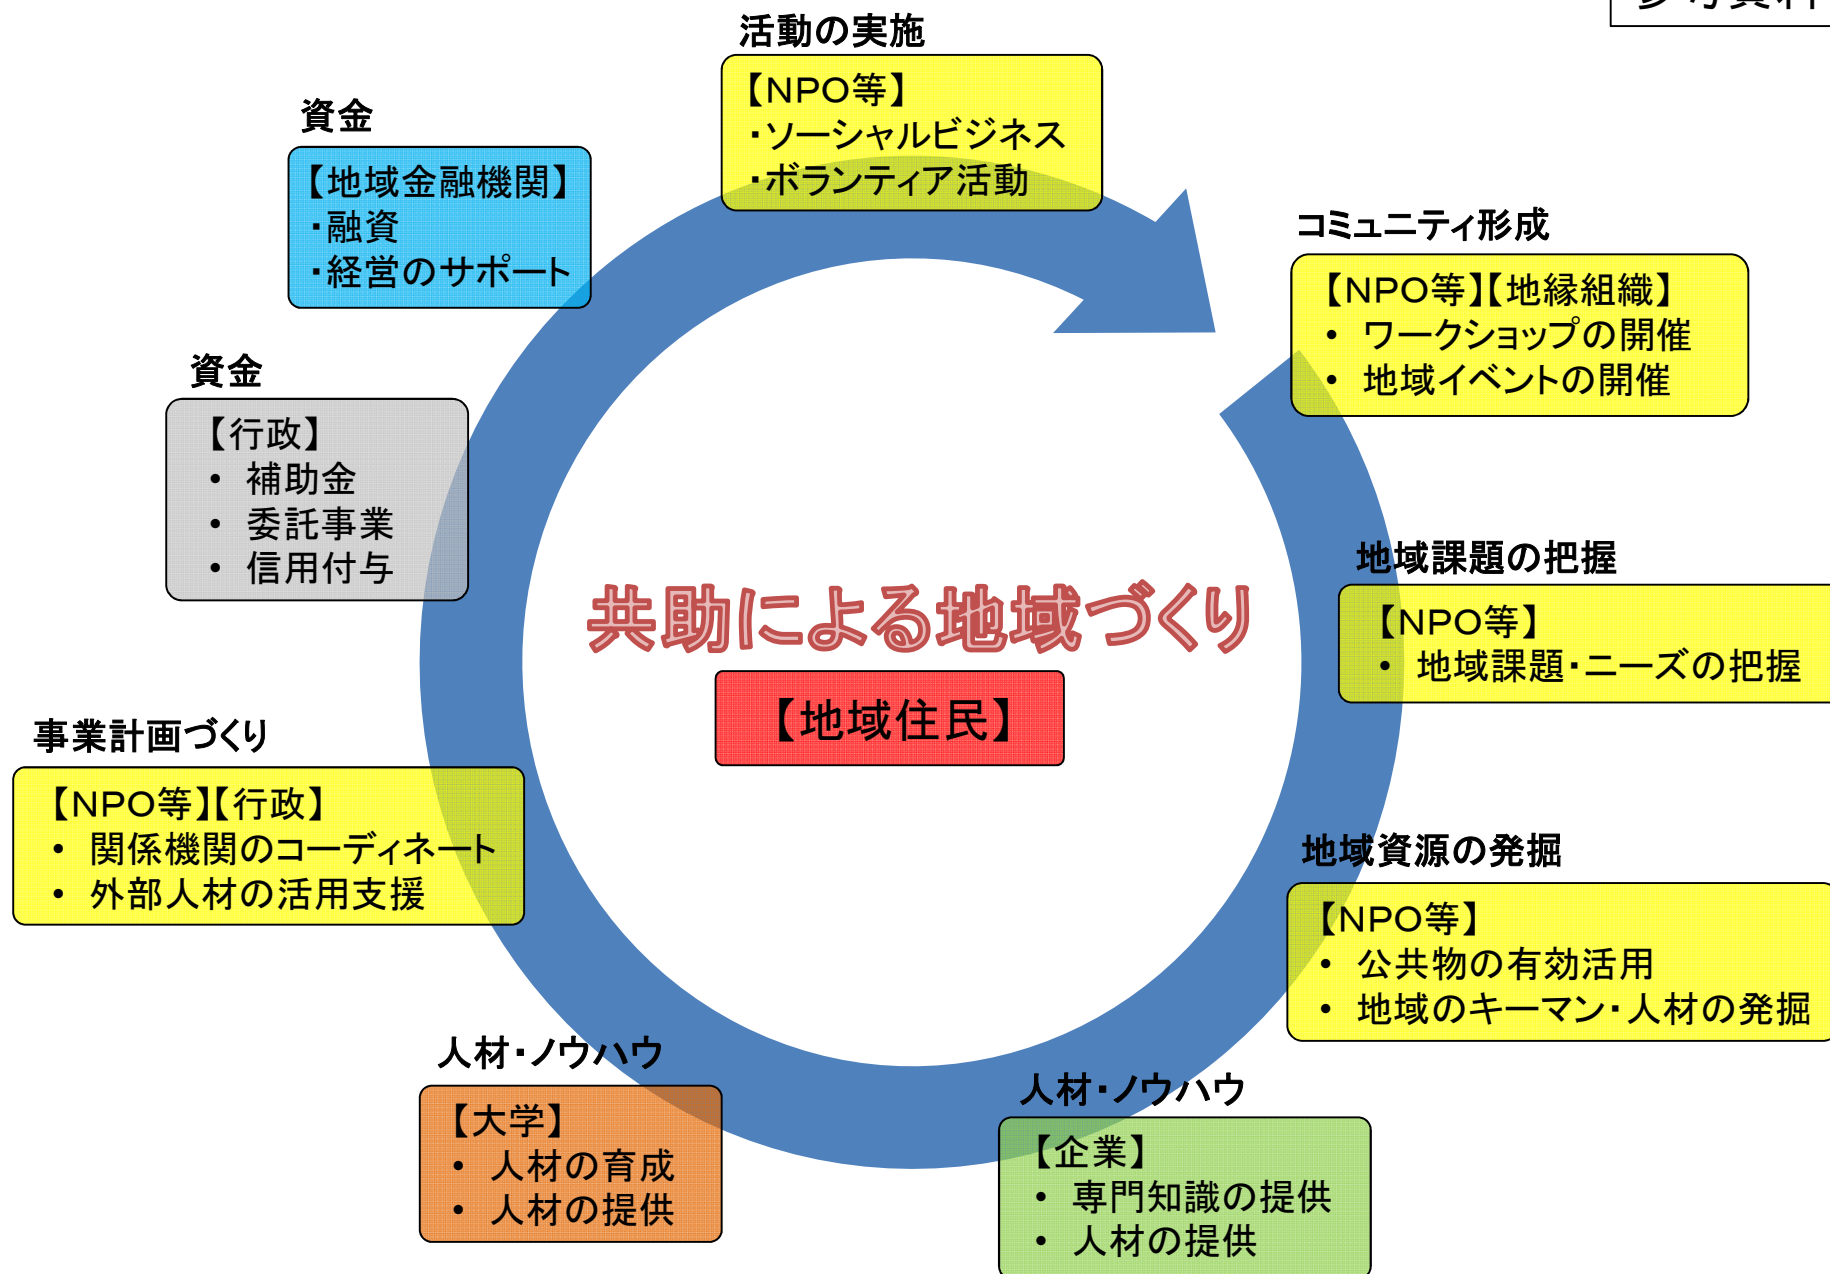 参考資料
活動の実施
【NPO等】
・ソーシャルビジネス
・ボランティア活動
資金
【地域金融機関】
・融資
・経営のサポート
コミュニティ形成
【NPO等】【地縁組織】
• ワークショップの開催
• 地域イベントの開催
資金
【行政】
• 補助金
• 委託事業
• 信用付与
地域課題の把握
【NPO等】
• 地域課題・ニーズの把握
共助による地域づくり
【地域住民】
事業計画づくり
【NPO等】【行政】
• 関係機関のコーディネート
• 外部人材の活用支援
地域資源の発掘
【NPO等】
• 公共物の有効活用
• 地域のキーマン・人材の発掘
人材・ノウハウ
【大学】
• 人材の育成
• 人材の提供
人材・ノウハウ
【企業】
• 専門知識の提供
• 人材の提供